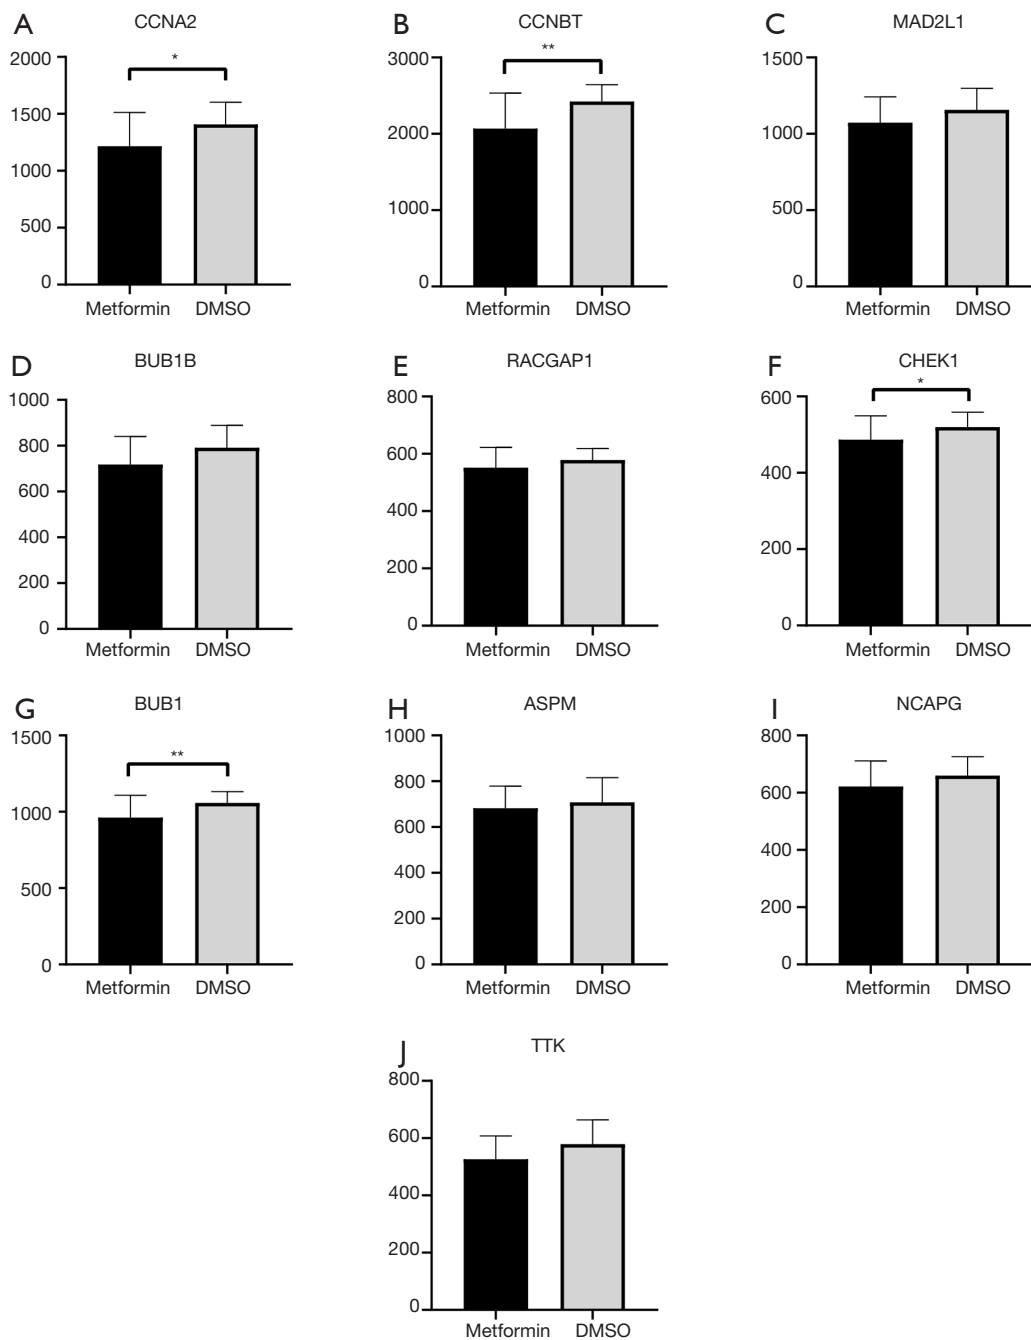 A CCNA2
2000
1500
1000
500
0
*
Metformin DMSO
B CCNBT
3000
2000
1000
0
**
Metformin DMSO
C MAD2L1
1500
1000
500
0
Metformin DMSO
D BUB1B
1000
800
600
400
200
0
Metformin DMSO
E RACGAP1
800
600
400
200
0
Metformin DMSO
F CHEK1
600
400
200
0
*
Metformin DMSO
G BUB1
1500
1000
500
0
**
Metformin DMSO
H ASPM
1000
800
600
400
200
0
Metformin DMSO
I NCAPG
800
600
400
200
0
Metformin DMSO
J TTK
800
600
400
200
0
Metformin DMSO